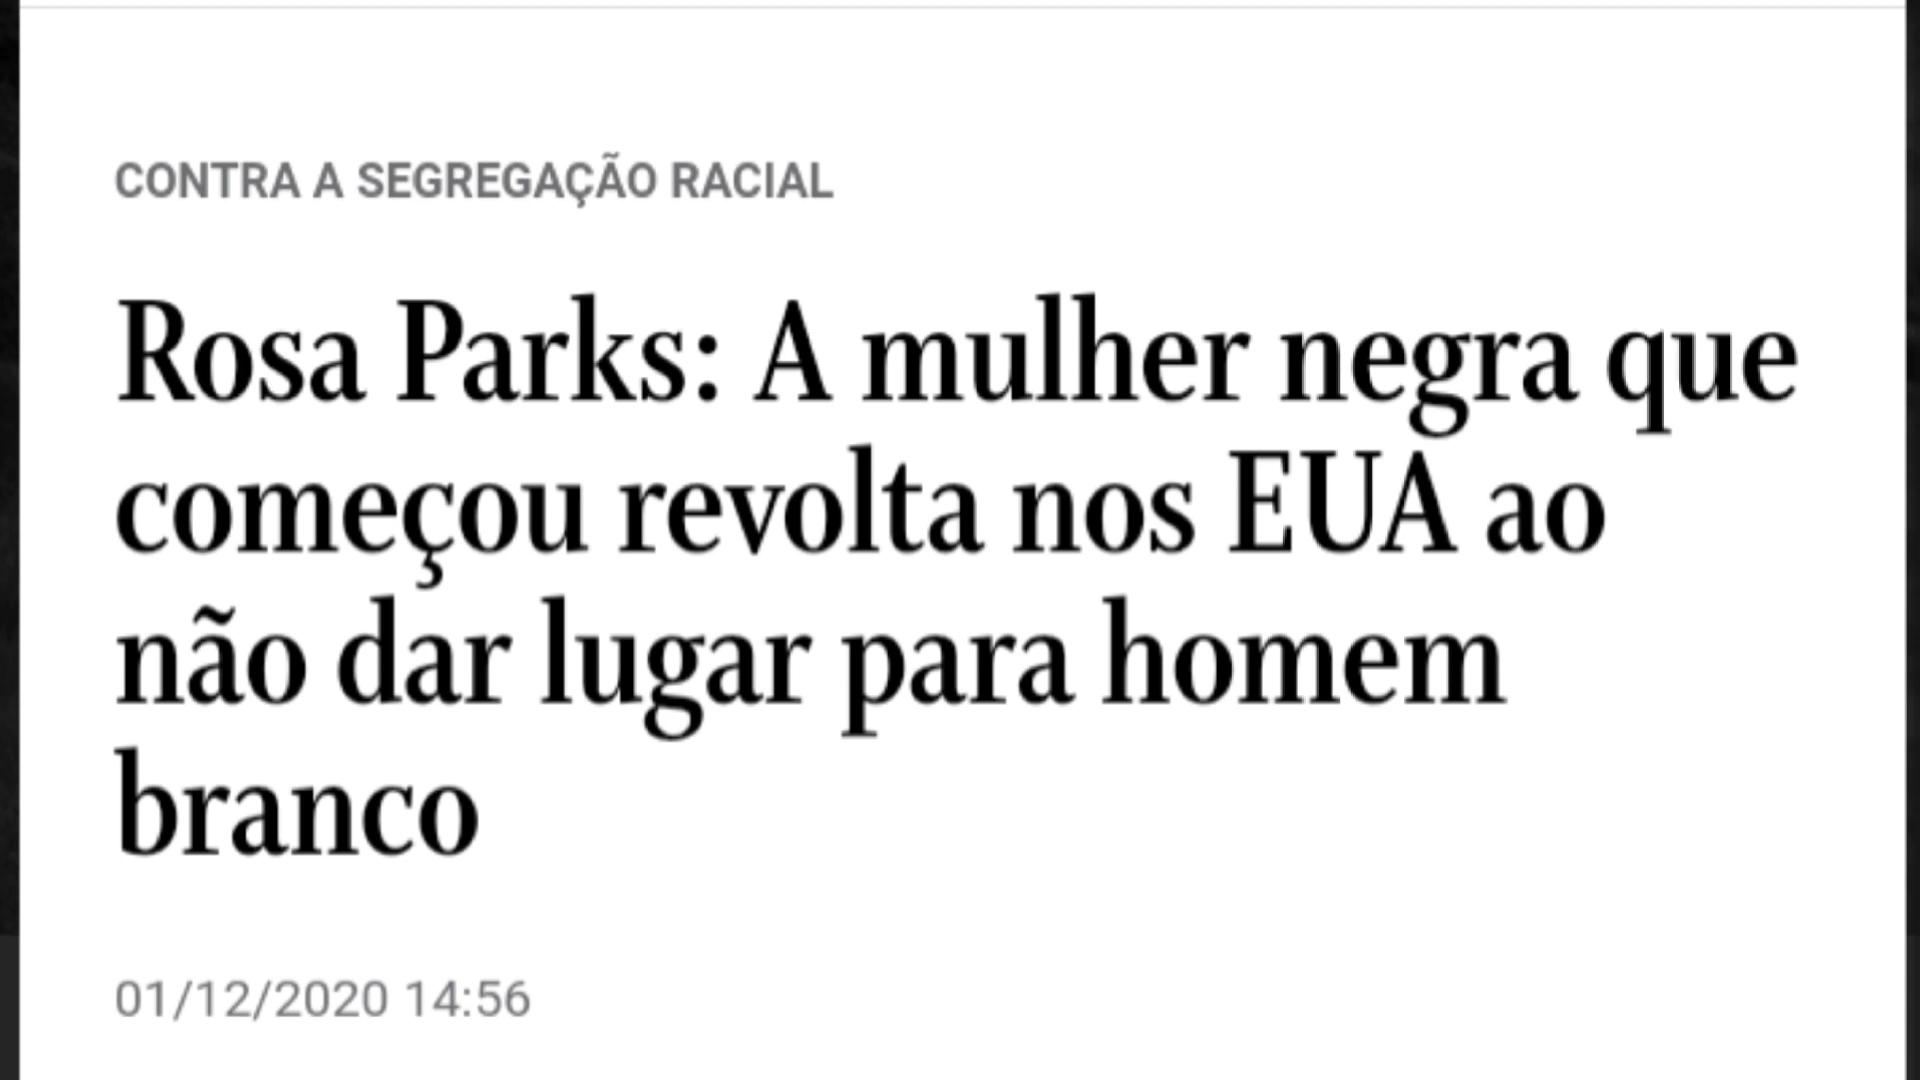 CONTRA A SEGREGAÇÃO RACIAL
Rosa Parks: A mulher negra que
começou revolta nos EUA ao
não dar lugar para homem
branco
01/12/2020 14:56